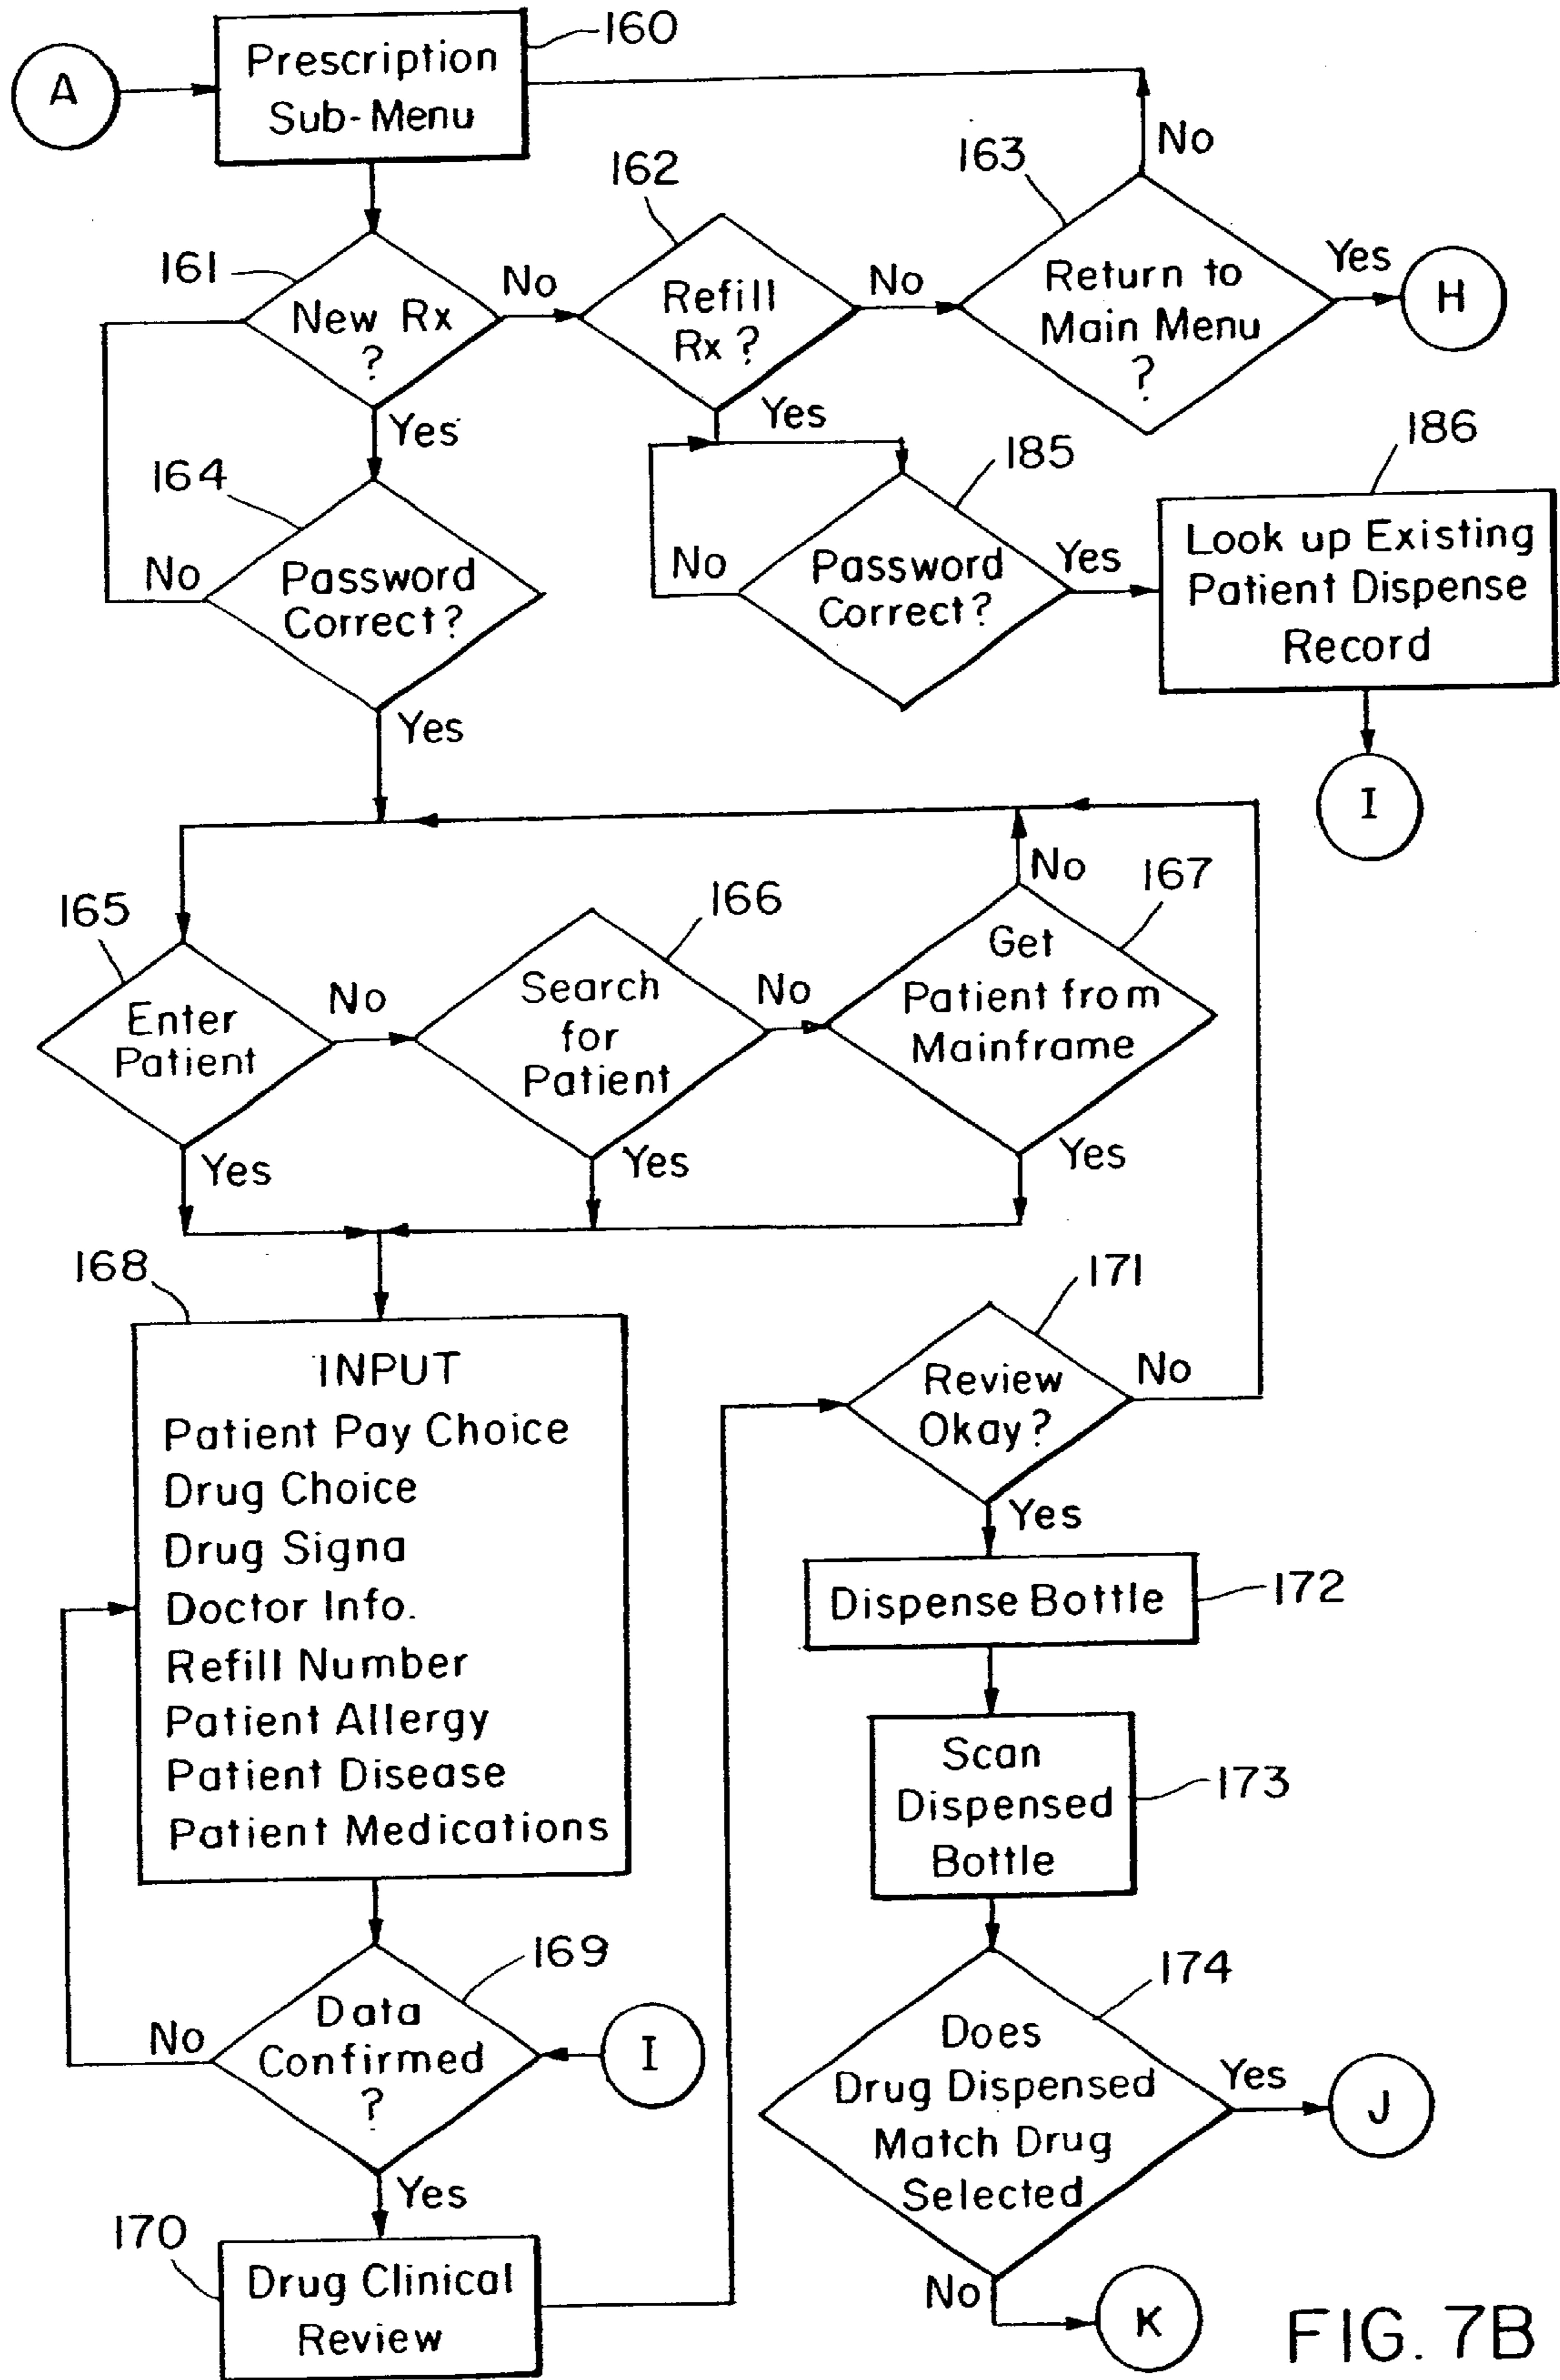 160
A
Prescription
Sub-Menu
No
163
162
161
No
No
Yes
New Rx
?
Refill
Rx ?
Return to
Main Menu
?
H
Yes
Yes
186
164
185
No
Password
Correct?
No
Password
Correct?
Yes
Look up Existing
Patient Dispense
Record
Yes
I
No
167
165
166
Enter
Patient
No
Search
for
Patient
No
Get
Patient from
Mainframe
Yes
Yes
Yes
168
171
INPUT
Patient Pay Choice
Drug Choice
Drug Signa
Doctor Info.
Refill Number
Patient Allergy
Patient Disease
Patient Medications
Review
Okay?
No
Yes
Dispense Bottle
172
Scan
Dispensed
Bottle
173
169
174
No
Data
Confirmed
?
I
Does
Drug Dispensed
Match Drug
Selected
Yes
J
Yes
170
Drug Clinical
Review
No
K
FIG. 7B